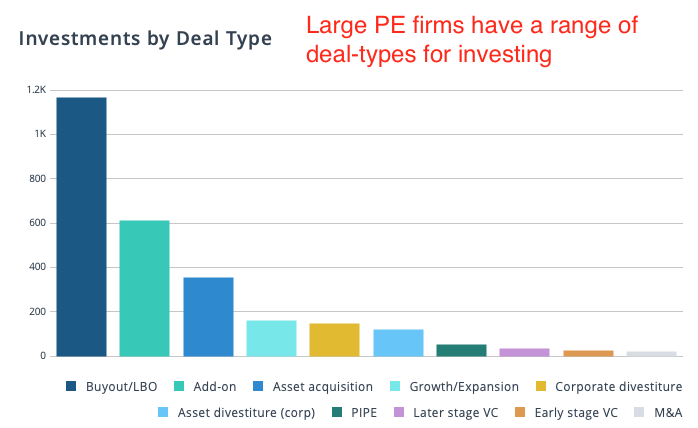 Investments by Deal Type
Large PE firms have a range of
deal-types for investing
1.2K
1K
800
600
400
200
0
Buyout/LBO Add-on Asset acquisition Growth/Expansion Corporate divestiture
Asset divestiture (corp) PIPE Later stage VC Early stage VC M&A